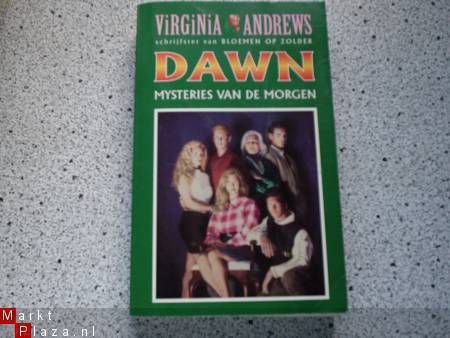 ViRGiNiA ANDREWS
schrijfster van BLOEMEN OP ZOLDER
DAWN
MYSTERIES VAN DE MORGEN
Markt
Plaza.nl